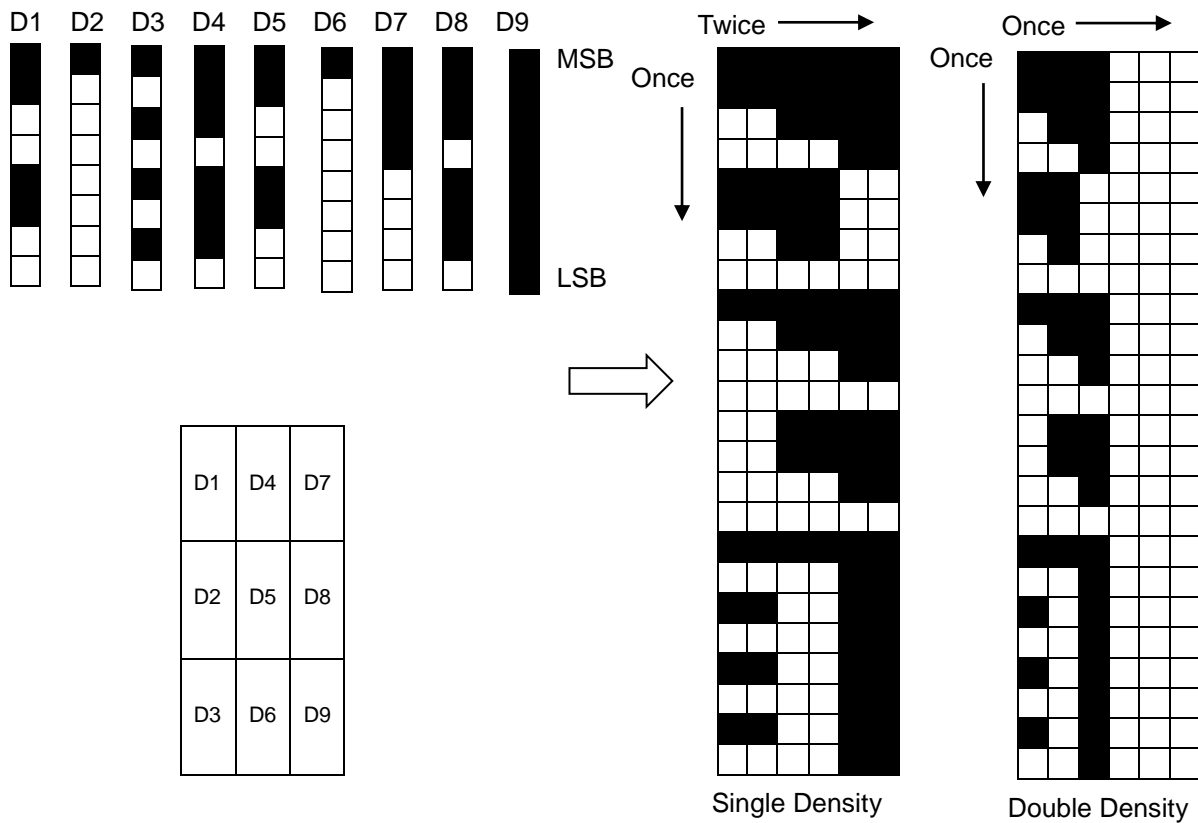 D1 D2 D3 D4 D5 D6 D7 D8 D9
MSB
LSB
Twice
Once
Once
Once
D1 D4 D7
D2 D5 D8
D3 D6 D9
Single Density
Double Density